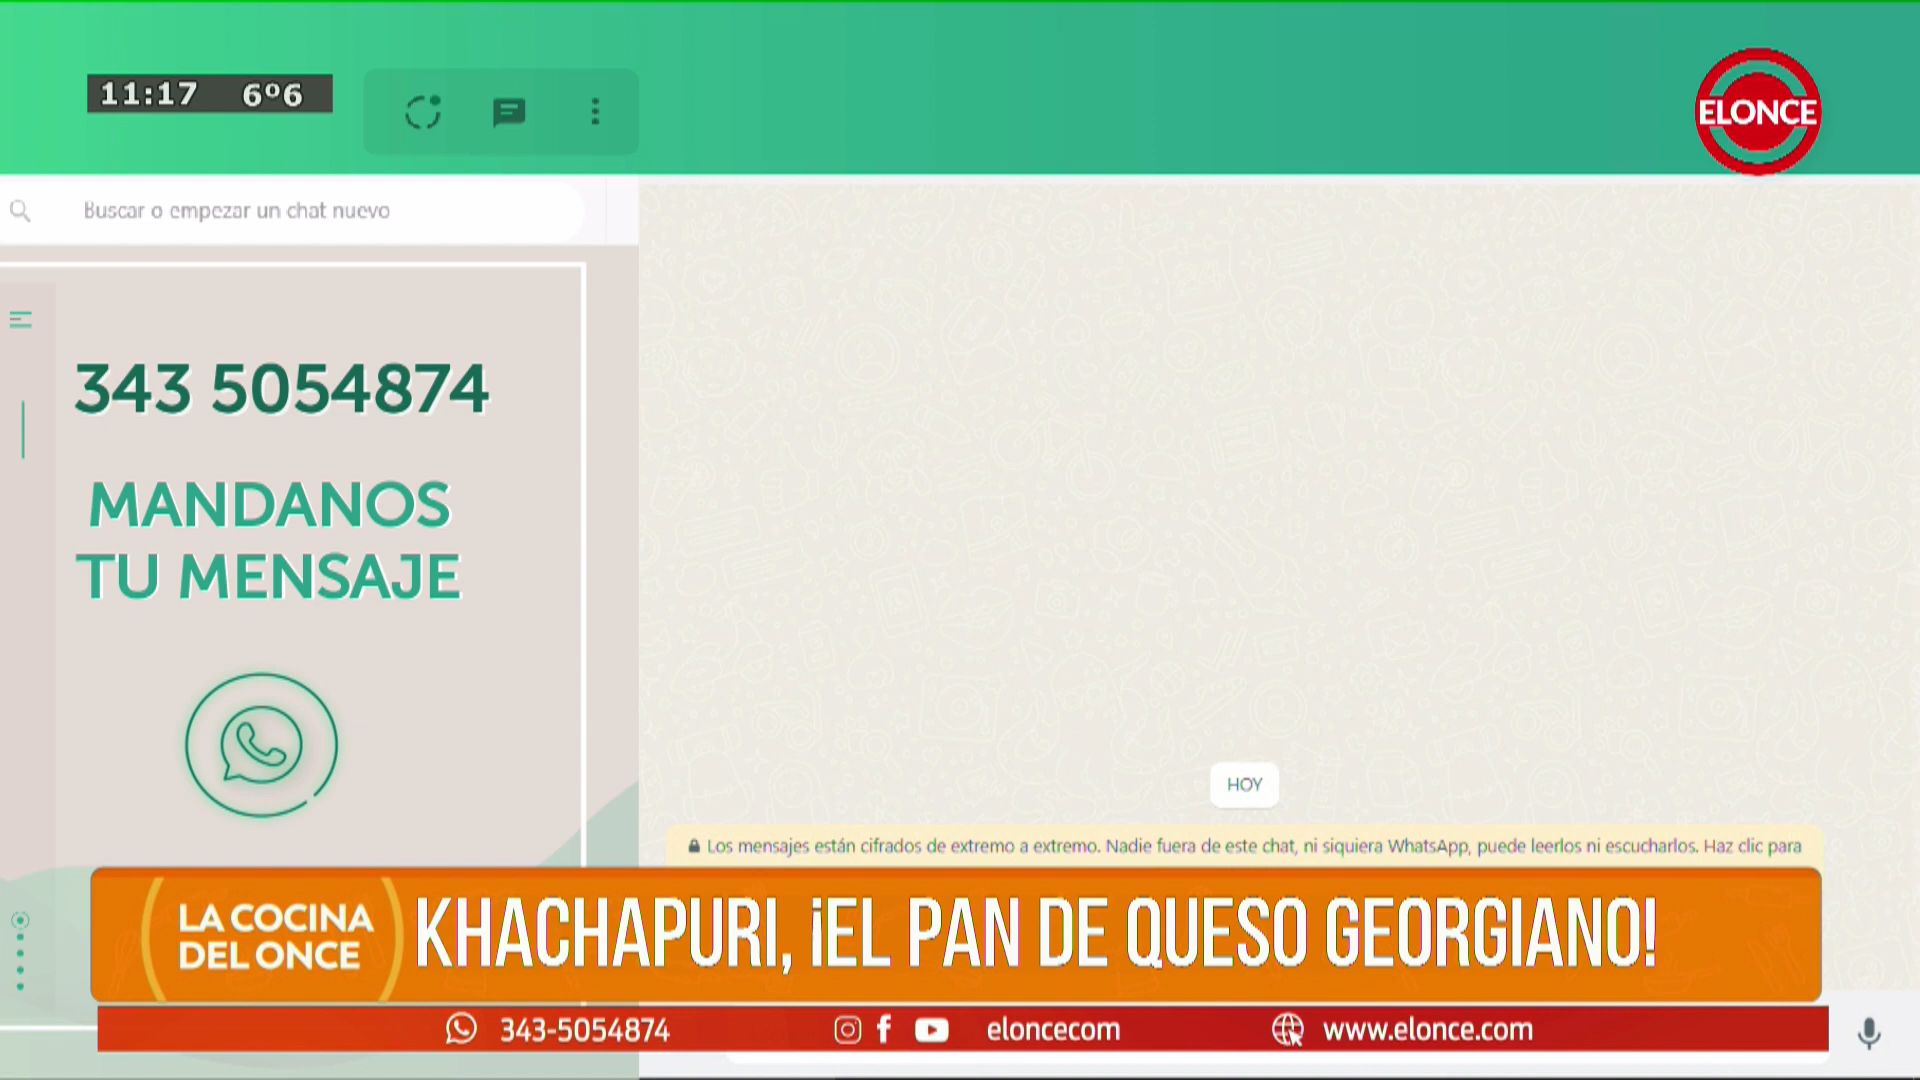 11:17 6º6
ELONCE
Buscar o empezar un chat nuevo
343 5054874
MANDANOS
TU MENSAJE
HOY
Los mensajes están cifrados de extremo a extremo. Nadie fuera de este chat, ni siquiera WhatsApp, puede leerlos ni escucharlos. Haz clic para
LA COCINA
DEL ONCE
KHACHAPURI, ¡EL PAN DE QUESO GEORGIANO!
343-5054874 eloncecom www.elonce.com